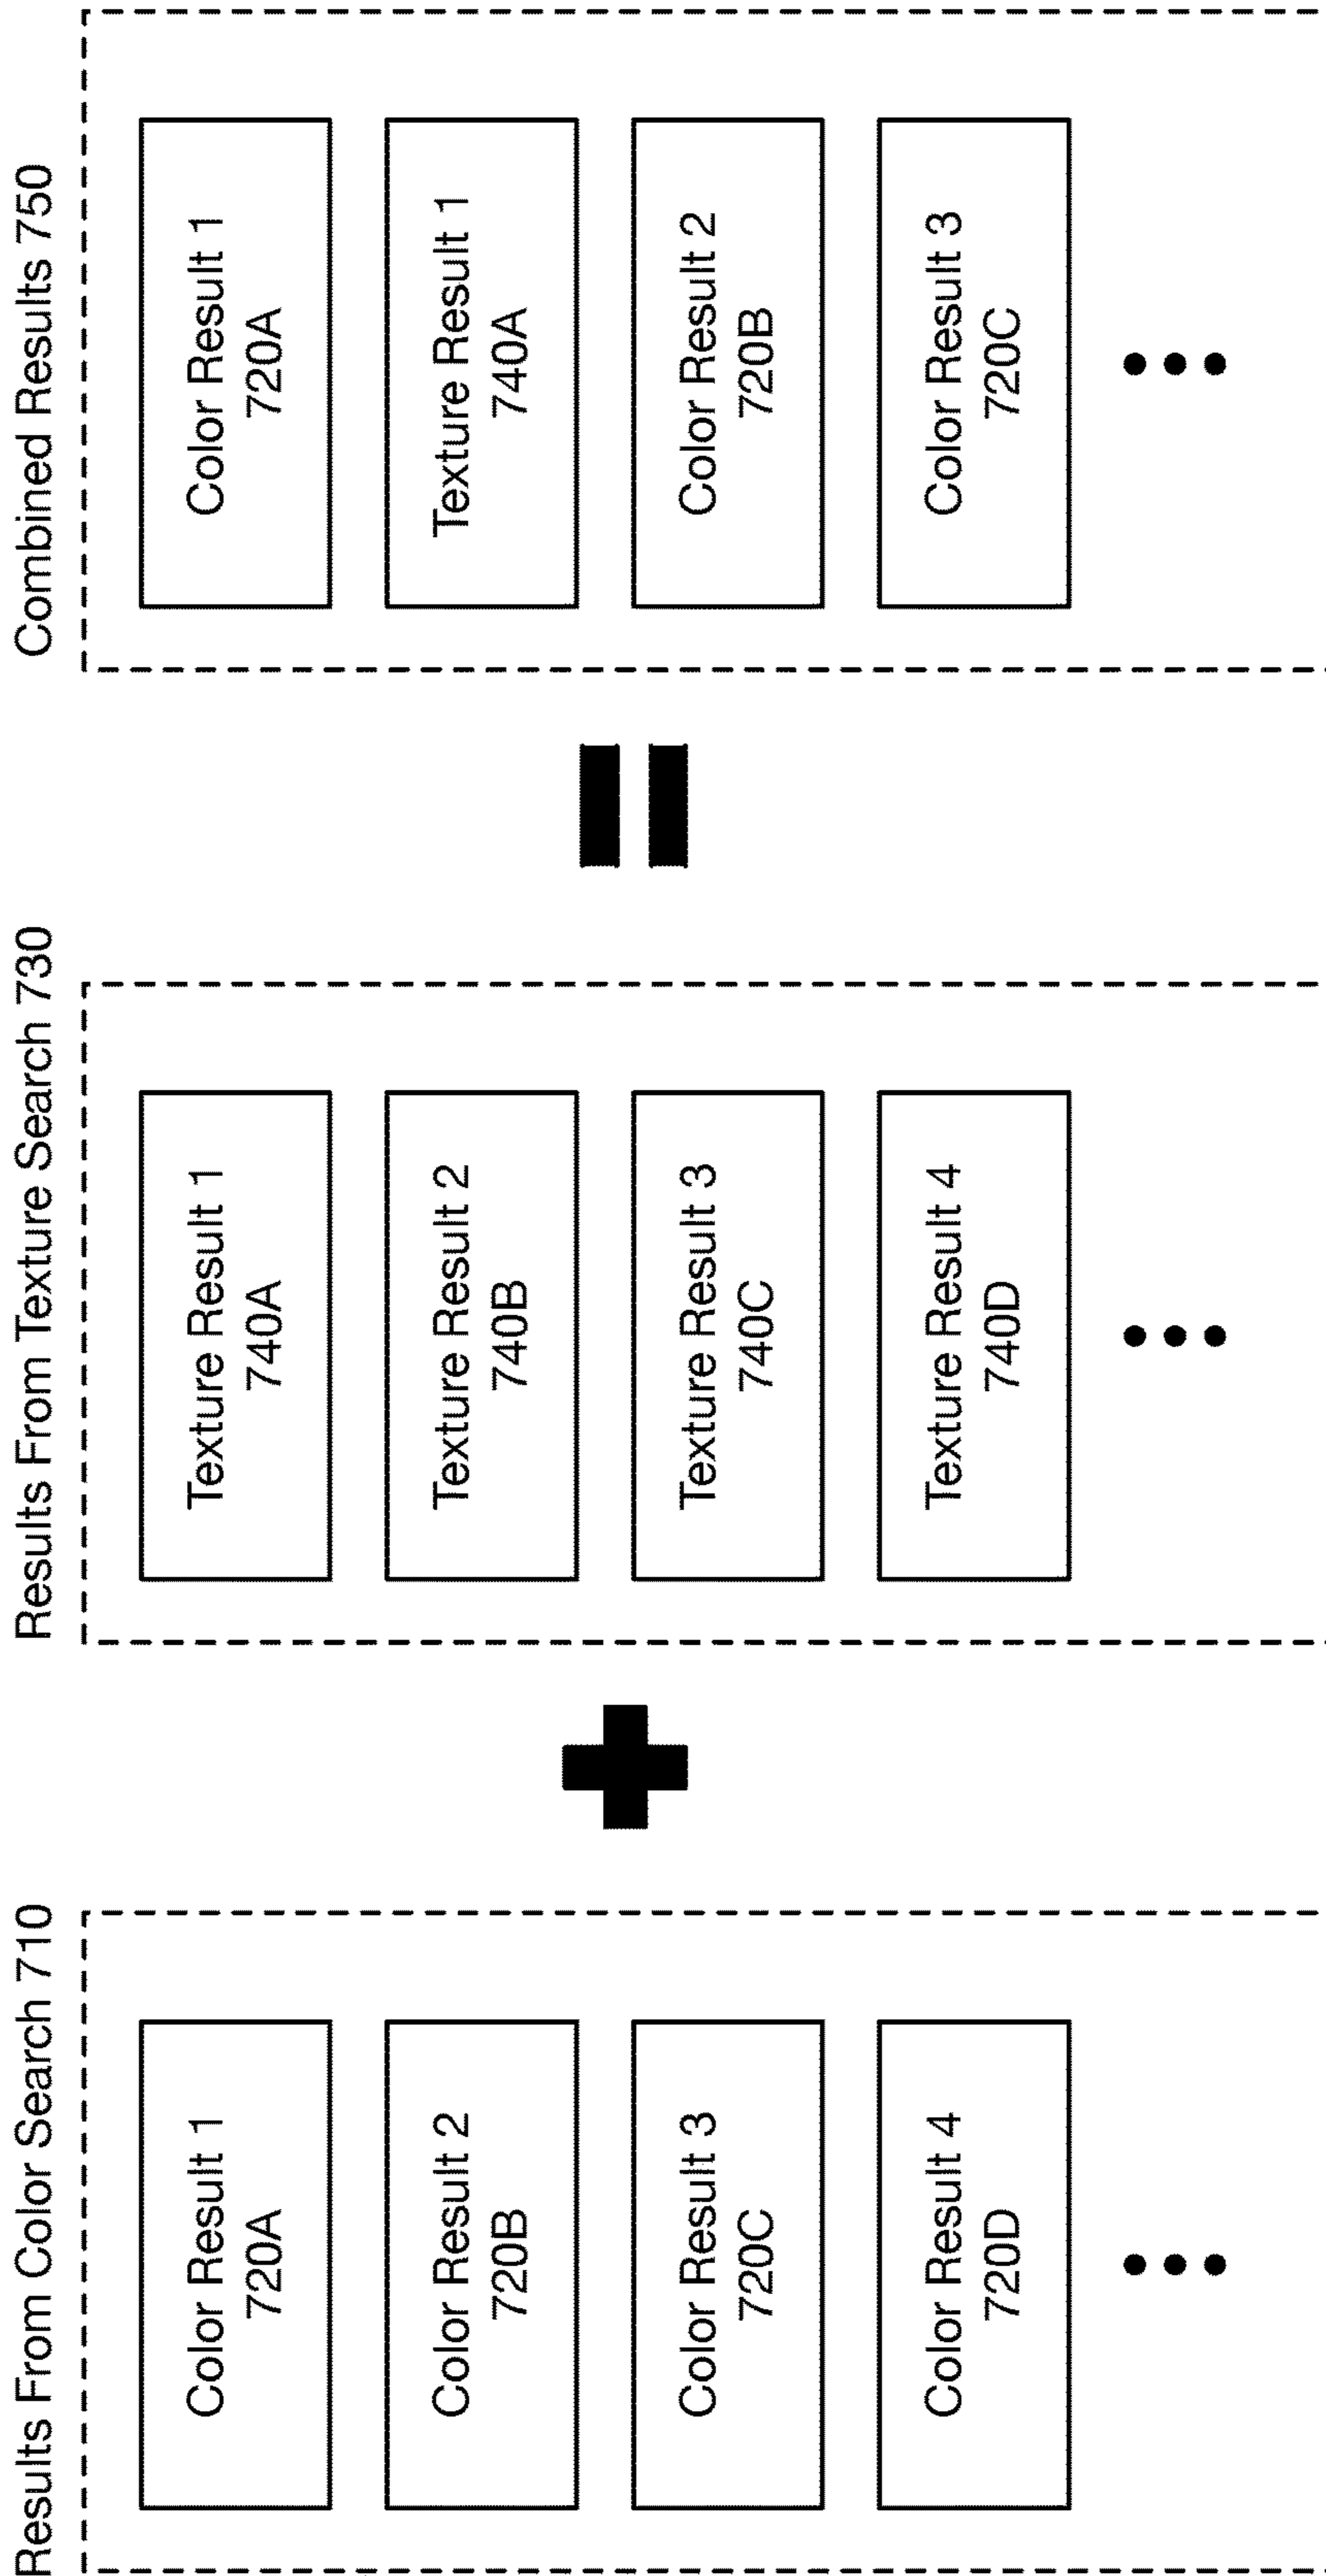 Results From Color Search 710
Color Result 1
720A
Color Result 2
720B
Color Result 3
720C
Color Result 4
720D
Results From Texture Search 730
Texture Result 1
740A
Texture Result 2
740B
Texture Result 3
740C
Texture Result 4
740D
Combined Results 750
Color Result 1
720A
Texture Result 1
740A
Color Result 2
720B
Color Result 3
720C